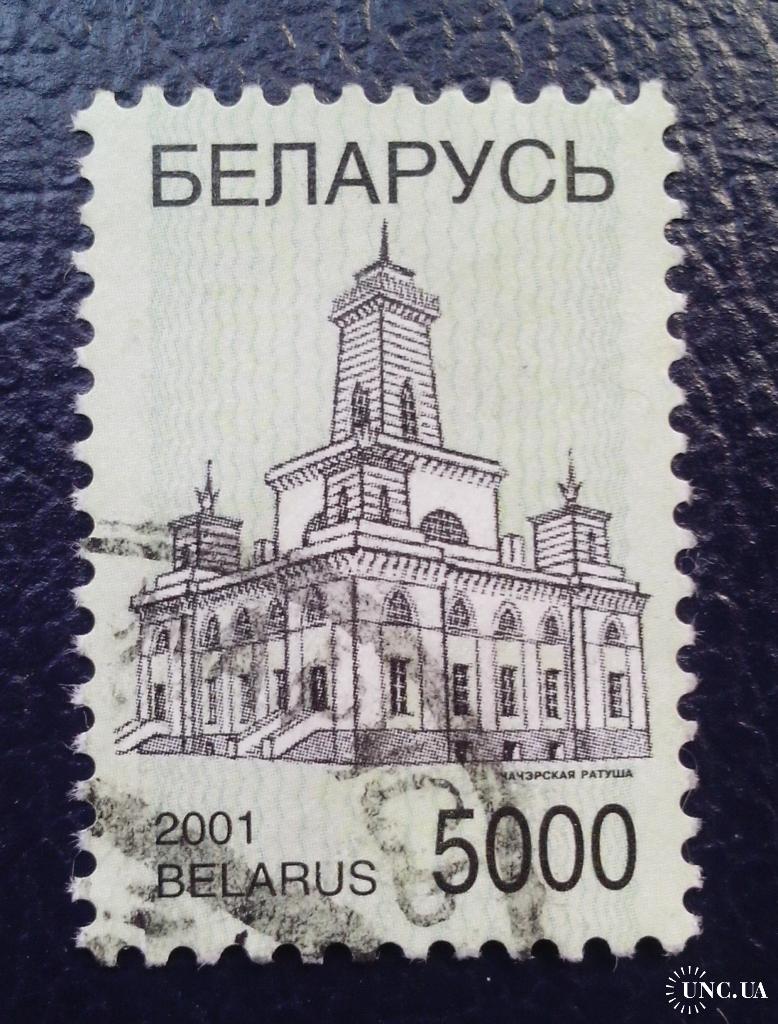 БЕЛАРУСЬ
ЧАЧЭРСКАЯ РАТУША
2001
BELARUS
5000
UNC.UA